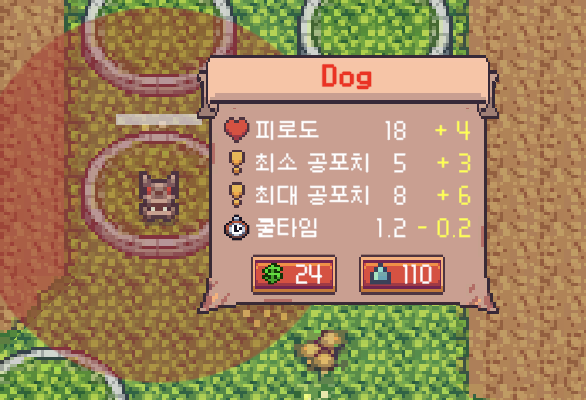 Dog
피로도 18 + 4
최소 공포치 5 + 3
최대 공포치 8 + 6
쿨타임 1.2 - 0.2
24 110